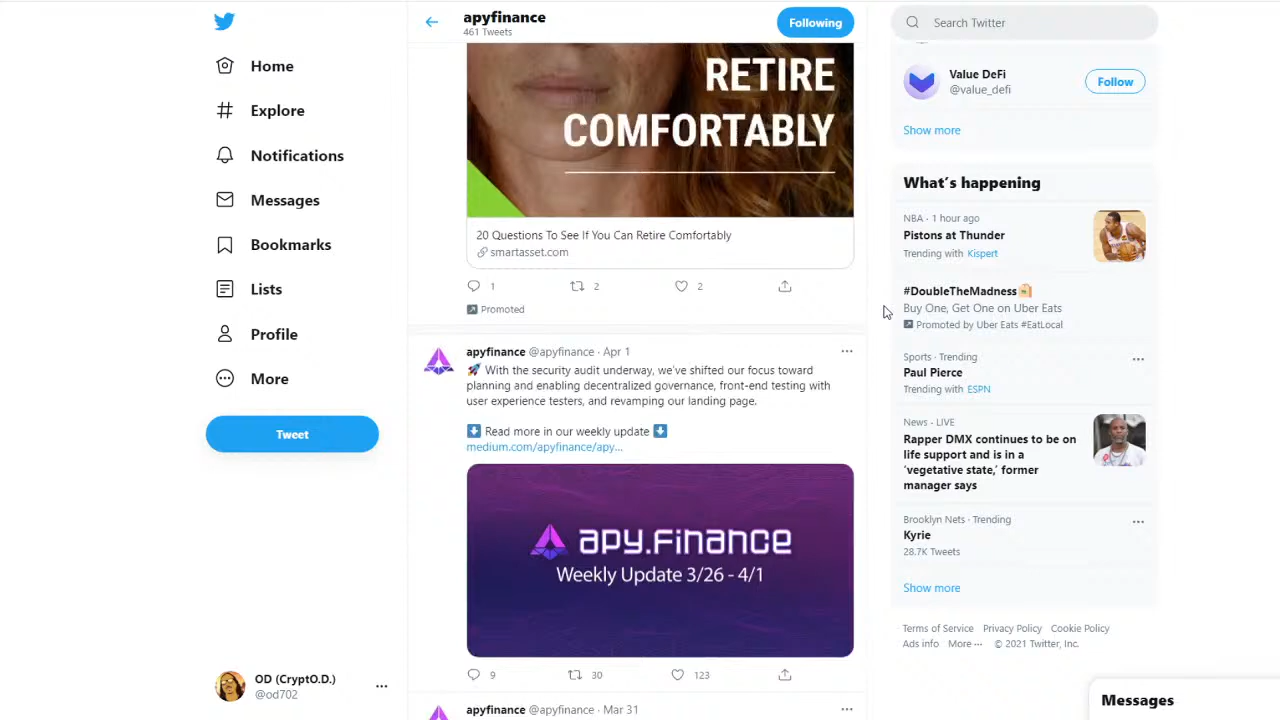 Home
Explore
Notifications
Messages
Bookmarks
Lists
Profile
More
Tweet
OD (CryptO.D.)
@od702
apyfinance
461 Tweets
Following
RETIRE
COMFORTABLY
20 Questions To See If You Can Retire Comfortably
smartasset.com
1
2
2
Promoted
apyfinance @apyfinance · Apr 1
🚀 With the security audit underway, we've shifted our focus toward
planning and enabling decentralized governance, front-end testing with
user experience testers, and revamping our landing page.
⬇️ Read more in our weekly update ⬇️
medium.com/apyfinance/apy...
apy.finance
Weekly Update 3/26 - 4/1
9
30
123
apyfinance @apyfinance · Mar 31
Search Twitter
Value DeFi
@value_defi
Follow
Show more
What's happening
NBA · 1 hour ago
Pistons at Thunder
Trending with Kispert
#DoubleTheMadness
Buy One, Get One on Uber Eats
Promoted by Uber Eats #EatLocal
Sports · Trending
Paul Pierce
Trending with ESPN
News · LIVE
Rapper DMX continues to be on
life support and is in a
'vegetative state,' former
manager says
Brooklyn Nets · Trending
Kyrie
28.7K Tweets
Show more
Terms of Service Privacy Policy Cookie Policy
Ads info More ··· © 2021 Twitter, Inc.
Messages